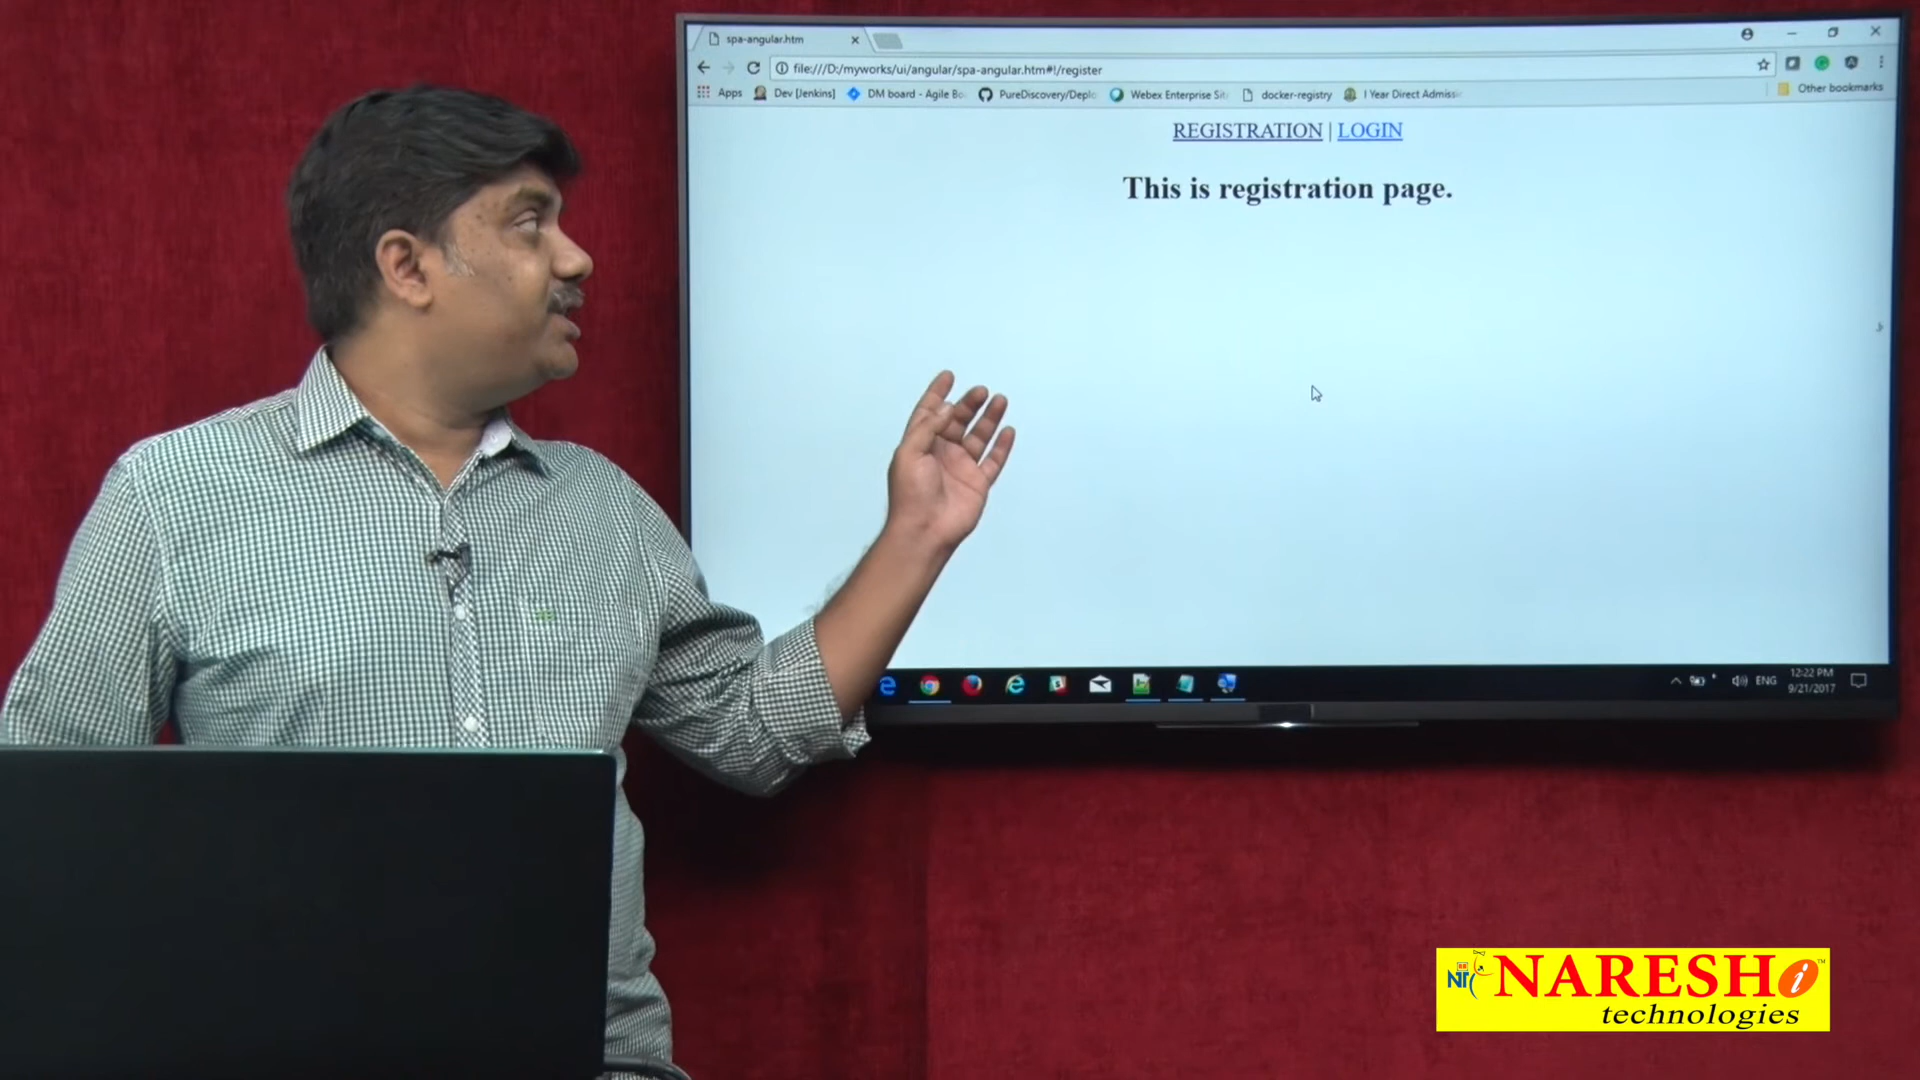 spa-angular.htm
file:///D:/myworks/ui/angular/spa-angular.htm#!/register
Apps Dev [Jenkins] DM board - Agile Bo PureDiscovery/Deplo Webex Enterprise Sit docker-registry I Year Direct Admissi Other bookmarks
REGISTRATION | LOGIN
This is registration page.
ENG 12:22 PM
9/21/2017
NT NARESH i ™
technologies